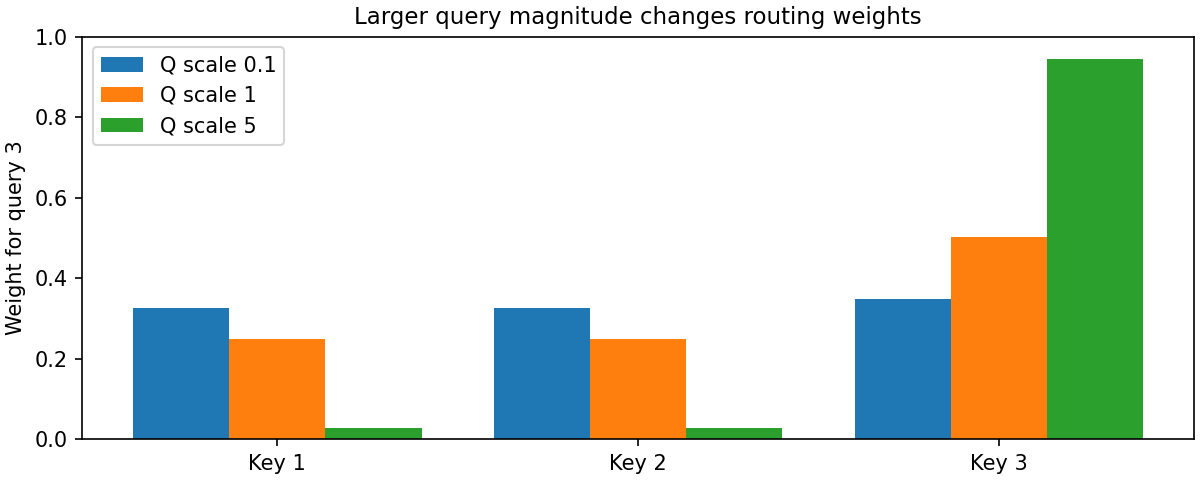 Larger query magnitude changes routing weights
Q scale 0.1
Q scale 1
Q scale 5
Weight for query 3
1.0
0.8
0.6
0.4
0.2
0.0
Key 1
Key 2
Key 3